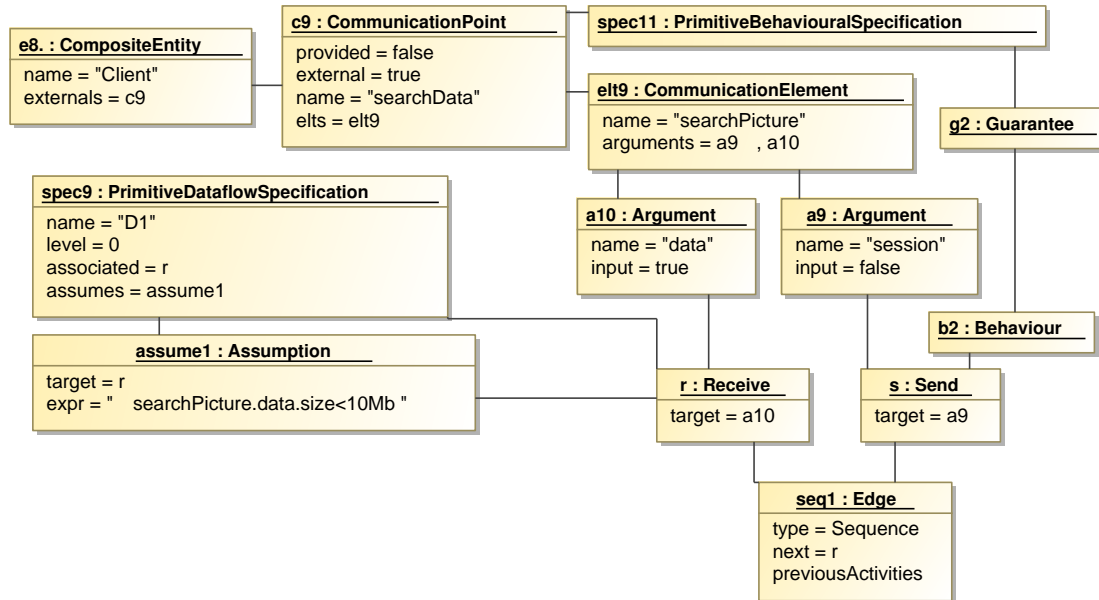 e8. : CompositeEntity
name = "Client"
externals = c9
c9 : CommunicationPoint
provided = false
external = true
name = "searchData"
elts = elt9
spec11 : PrimitiveBehaviouralSpecification
elt9 : CommunicationElement
name = "searchPicture"
arguments = a9 , a10
g2 : Guarantee
spec9 : PrimitiveDataflowSpecification
name = "D1"
level = 0
associated = r
assumes = assume1
a10 : Argument
name = "data"
input = true
a9 : Argument
name = "session"
input = false
b2 : Behaviour
assume1 : Assumption
target = r
expr = " searchPicture.data.size<10Mb "
r : Receive
target = a10
s : Send
target = a9
seq1 : Edge
type = Sequence
next = r
previousActivities